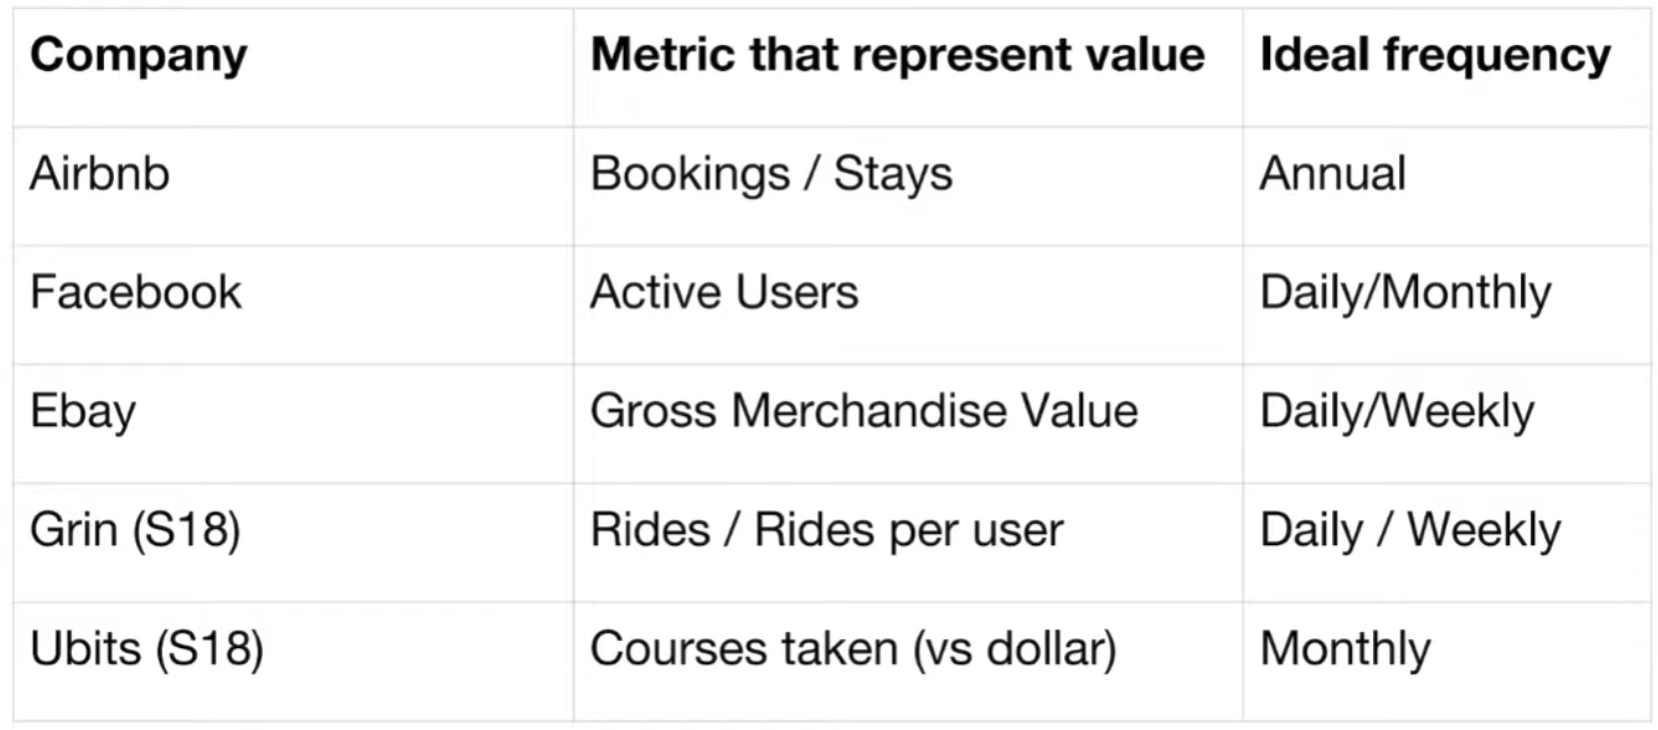 Company Metric that represent value Ideal frequency
Airbnb Bookings / Stays Annual
Facebook Active Users Daily/Monthly
Ebay Gross Merchandise Value Daily/Weekly
Grin (S18) Rides / Rides per user Daily / Weekly
Ubits (S18) Courses taken (vs dollar) Monthly